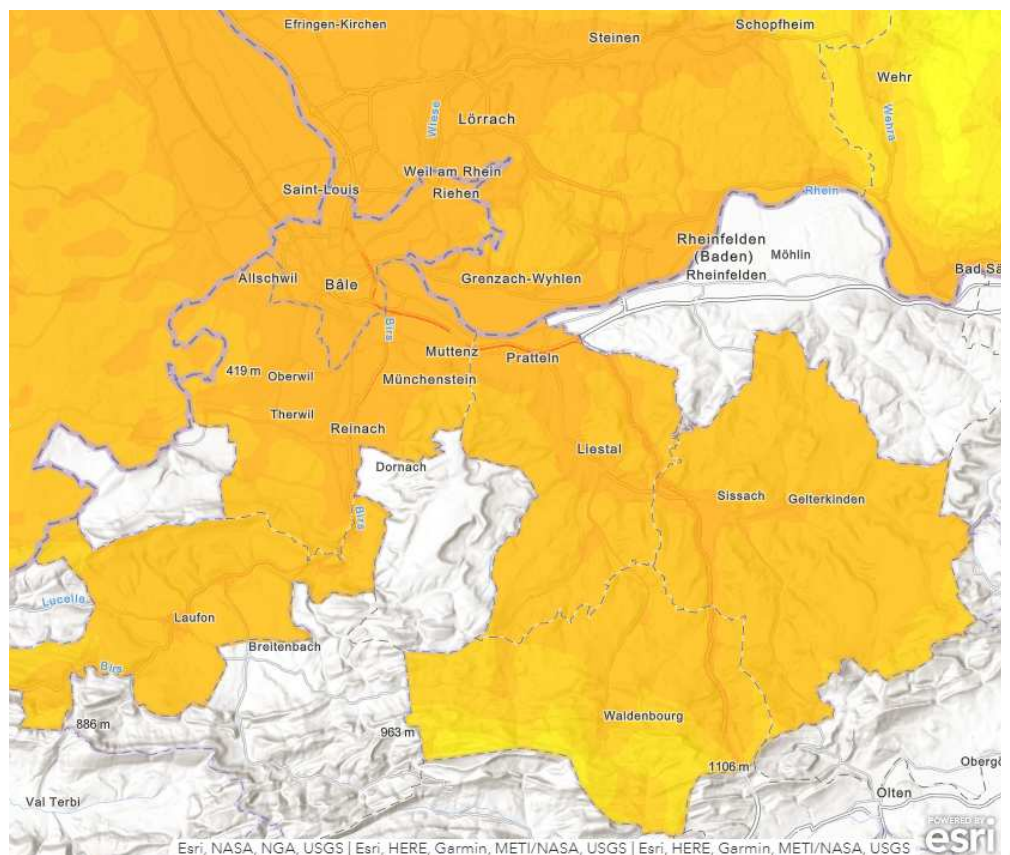 Efringen-Kirchen
Schopfheim
Steinen
Wehr
Wiese
Wehra
Lörrach
Weil am Rhein
Saint-Louis
Riehen
Rhein
Rheinfelden
(Baden)
Möhlin
Rheinfelden
Allschwil
Bâle
Grenzach-Wyhlen
Bad Sä
Birs
Muttenz
Pratteln
419 m
Oberwil
Münchenstein
Therwil
Reinach
Liestal
Dornach
Sissach
Gelterkinden
Birs
Lucelle
Laufon
Breitenbach
Birs
Waldenbourg
886 m
963 m
1106 m
Obergö
Val Terbi
Olten
POWERED BY
esri
Esri, NASA, NGA, USGS | Esri, HERE, Garmin, METI/NASA, USGS | Esri, HERE, Garmin, METI/NASA, USGS